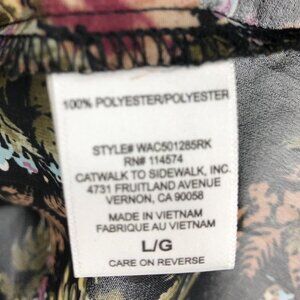 100% POLYESTER/POLYESTER
STYLE# WAC501285RK
RN# 114574
CATWALK TO SIDEWALK, INC.
4731 FRUITLAND AVENUE
VERNON, CA 90058
MADE IN VIETNAM
FABRIQUE AU VIETNAM
L/G
CARE ON REVERSE